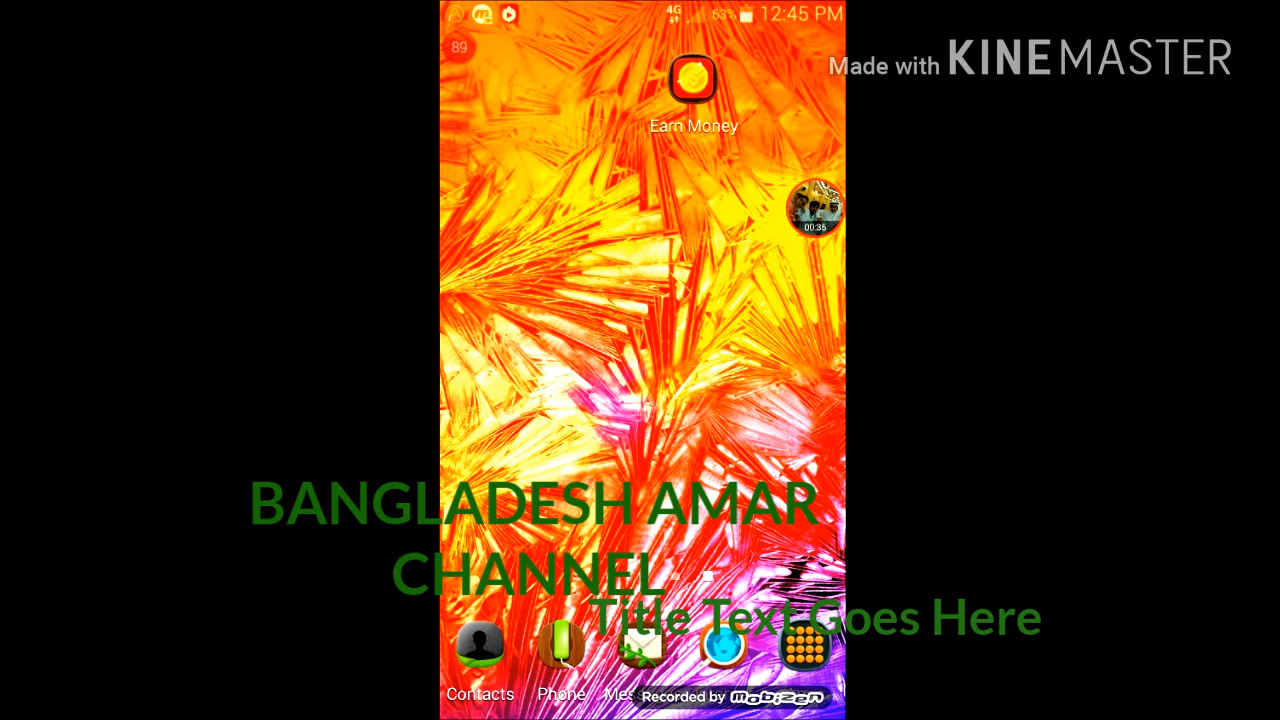 4G 63% 12:45 PM
89
Made with KINEMASTER
Earn Money
00:35
BANGLADESH AMAR
CHANNEL
Title Text Goes Here
Contacts Phone
Recorded by mobizen